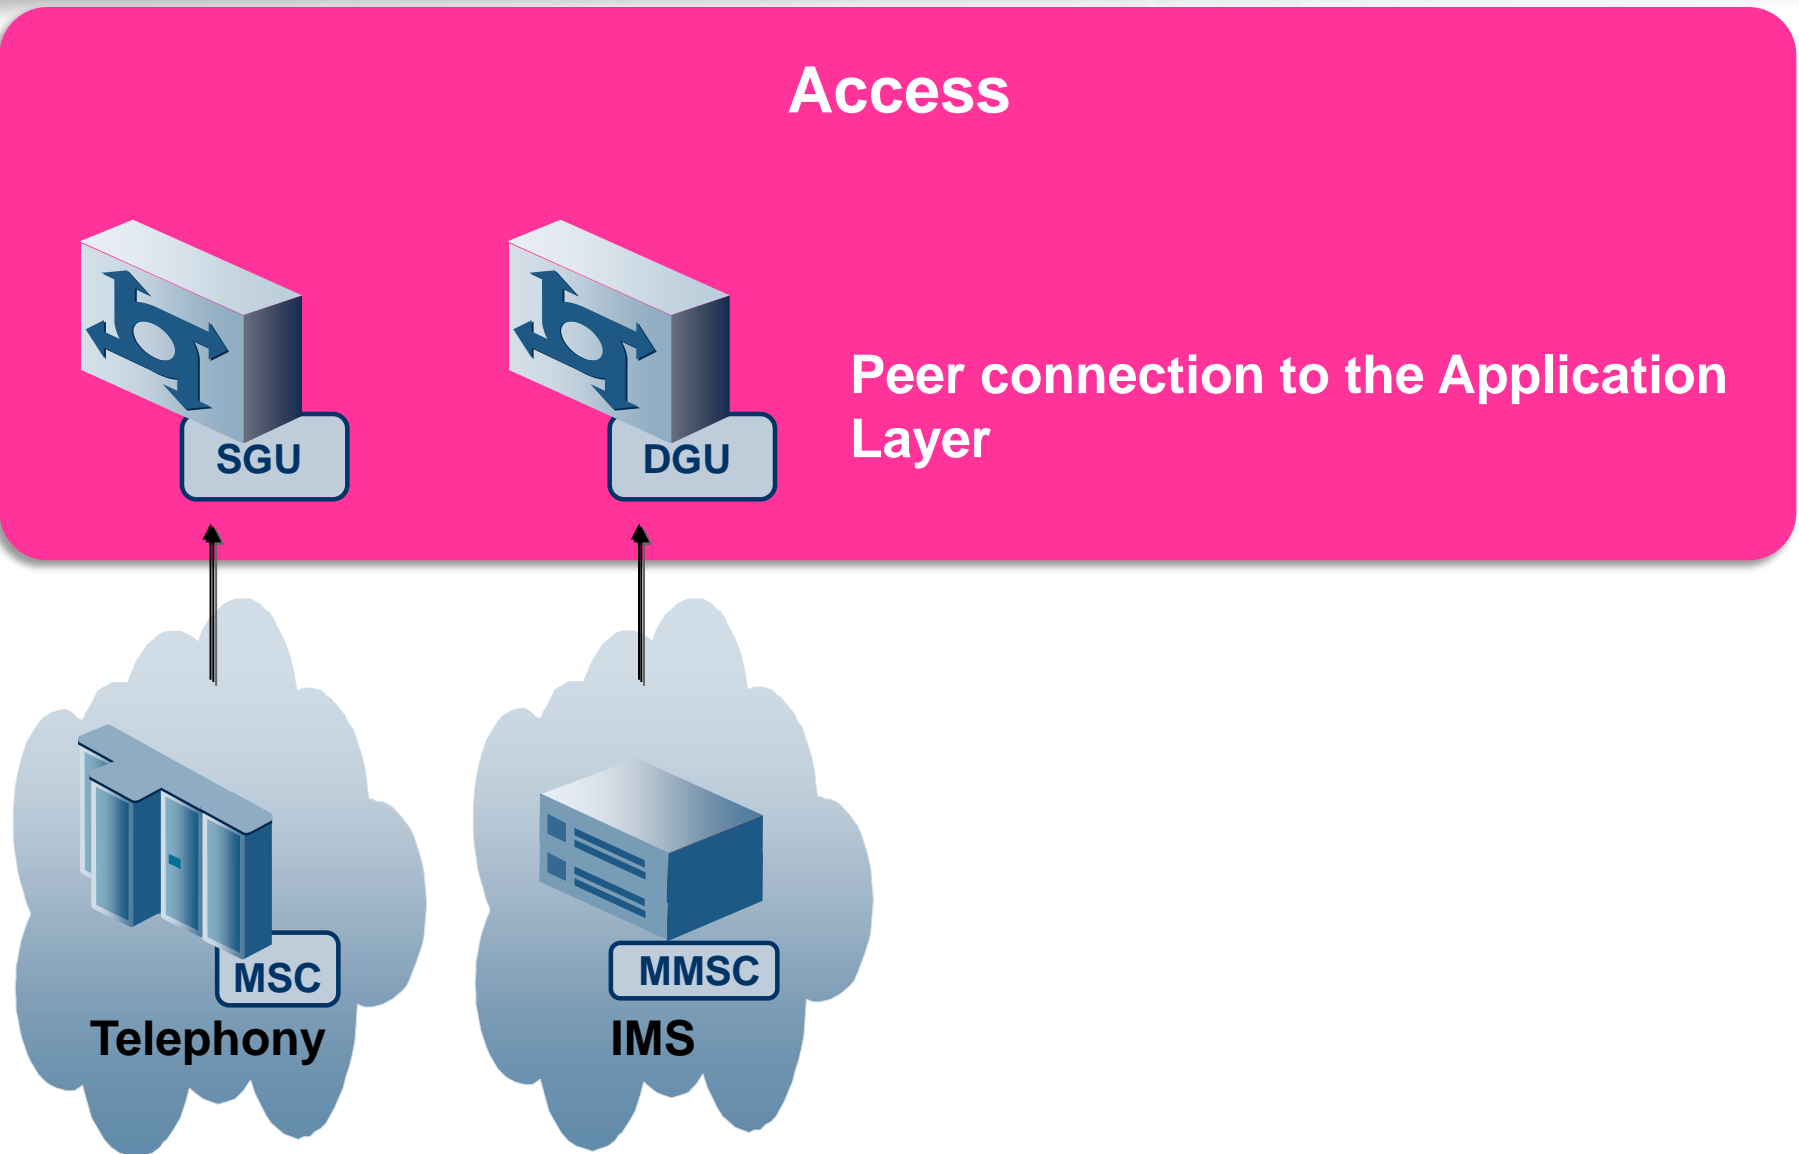 Access
Peer connection to the Application
Layer
SGU
DGU
MSC
MMSC
Telephony
IMS